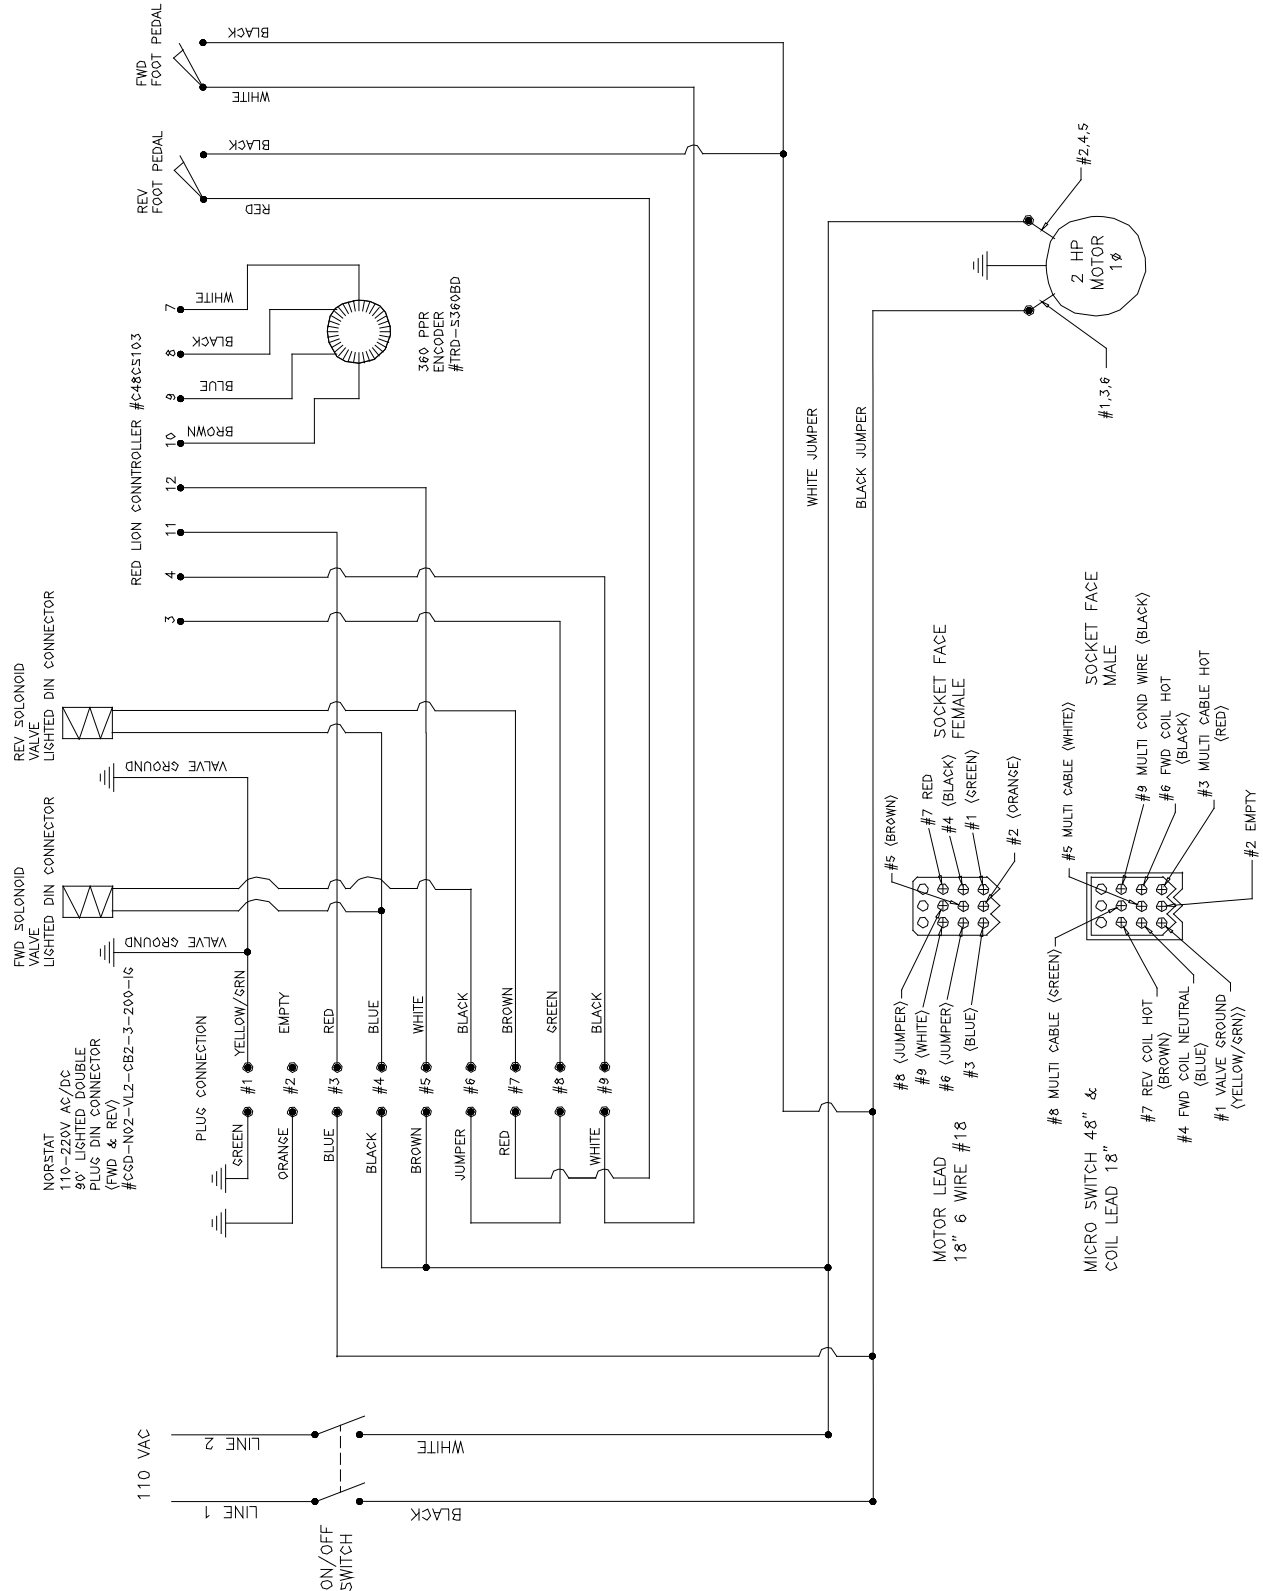 110 VAC
LINE 1
LINE 2
ON/OFF
SWITCH
BLACK
WHITE
NORSTAT
110-220V AC/DC
90' LIGHTED DOUBLE
PLUG DIN CONNECTOR
(FWD & REV)
#CGD-N02-VL2-CB2-3-200-1G
FWD SOLONOID
VALVE
LIGHTED DIN CONNECTOR
VALVE GROUND
REV SOLONOID
VALVE
LIGHTED DIN CONNECTOR
VALVE GROUND
PLUG CONNECTION
GREEN #1 YELLOW/GRN
ORANGE #2 EMPTY
BLUE #3 RED
BLACK #4 BLUE
BROWN #5 WHITE
JUMPER #6 BLACK
RED #7 BROWN
#8 GREEN
WHITE #9 BLACK
RED LION CONNTROLLER #C48CS103
3
4
11
12
10
BROWN
9
BLUE
8
BLACK
7
WHITE
360 PPR
ENCODER
#TRD-S360BD
REV
FOOT PEDAL
RED
BLACK
FWD
FOOT PEDAL
WHITE
BLACK
WHITE JUMPER
BLACK JUMPER
2 HP
MOTOR
1ϕ
#1,3,6
#2,4,5
MOTOR LEAD
18" 6 WIRE #18
#8 (JUMPER)
#9 (WHITE)
#6 (JUMPER)
#3 (BLUE)
#5 (BROWN)
#7 RED
#4 (BLACK)
#1 (GREEN)
#2 (ORANGE)
SOCKET FACE
FEMALE
MICRO SWITCH 48" &
COIL LEAD 18"
#8 MULTI CABLE (GREEN)
#7 REV COIL HOT
(BROWN)
#4 FWD COIL NEUTRAL
(BLUE)
#1 VALVE GROUND
(YELLOW/GRN))
#5 MULTI CABLE (WHITE))
#9 MULTI COND WIRE (BLACK)
#6 FWD COIL HOT
(BLACK)
#3 MULTI CABLE HOT
(RED)
#2 EMPTY
SOCKET FACE
MALE